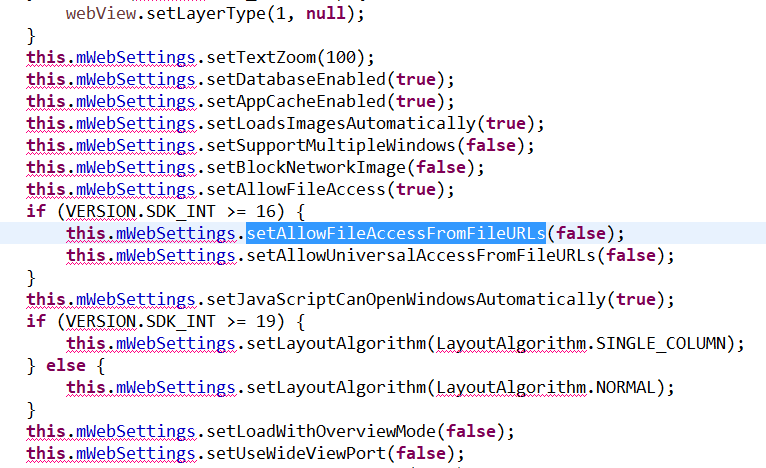 webView.setLayerType(1, null);
}
this.mWebSettings.setTextZoom(100);
this.mWebSettings.setDatabaseEnabled(true);
this.mWebSettings.setAppCacheEnabled(true);
this.mWebSettings.setLoadsImagesAutomatically(true);
this.mWebSettings.setSupportMultipleWindows(false);
this.mWebSettings.setBlockNetworkImage(false);
this.mWebSettings.setAllowFileAccess(true);
if (VERSION.SDK_INT >= 16) {
this.mWebSettings.setAllowFileAccessFromFileURLs(false);
this.mWebSettings.setAllowUniversalAccessFromFileURLs(false);
}
this.mWebSettings.setJavaScriptCanOpenWindowsAutomatically(true);
if (VERSION.SDK_INT >= 19) {
this.mWebSettings.setLayoutAlgorithm(LayoutAlgorithm.SINGLE_COLUMN);
} else {
this.mWebSettings.setLayoutAlgorithm(LayoutAlgorithm.NORMAL);
}
this.mWebSettings.setLoadWithOverviewMode(false);
this.mWebSettings.setUseWideViewPort(false);